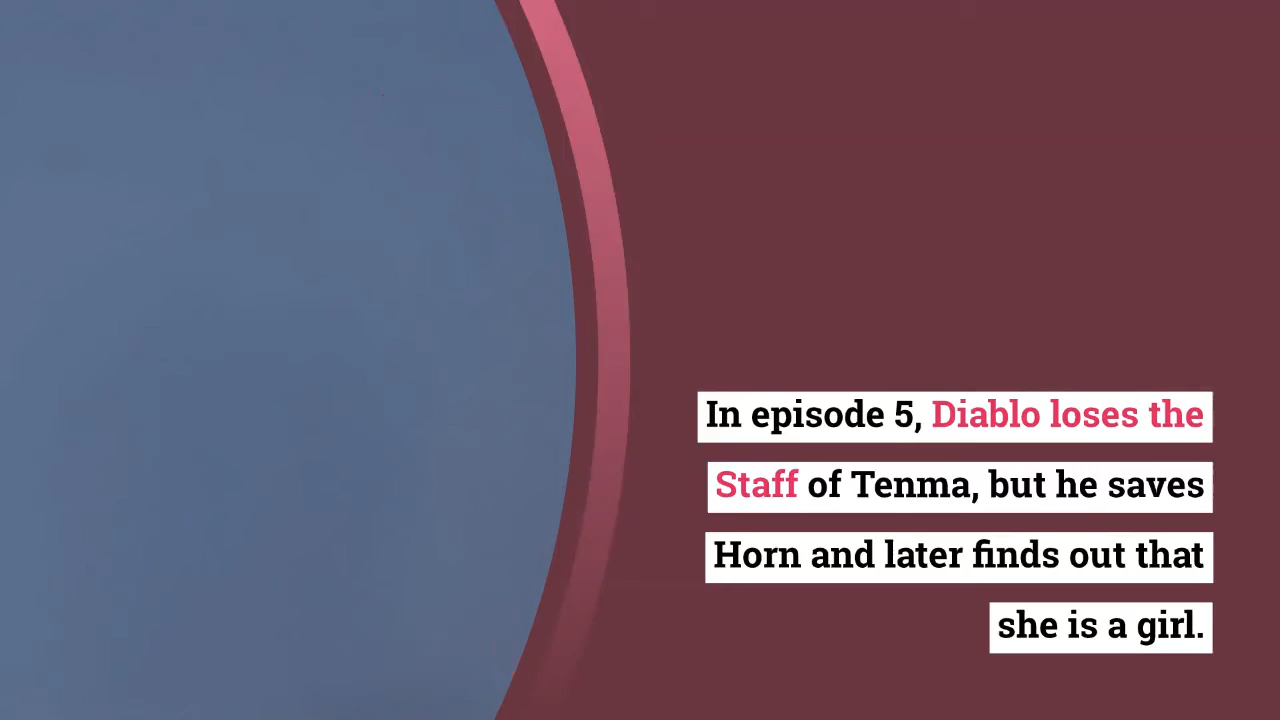 In episode 5, Diablo loses the
Staff of Tenma, but he saves
Horn and later finds out that
she is a girl.